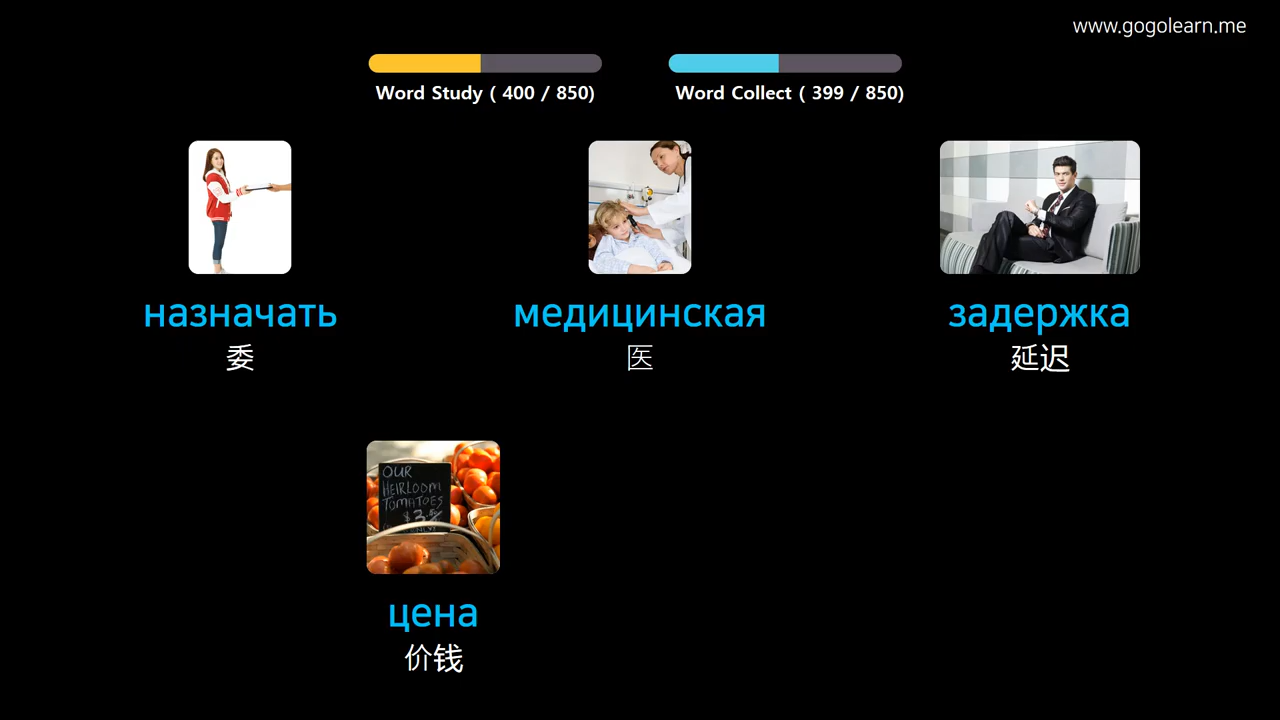 www.gogolearn.me
Word Study ( 400 / 850)
Word Collect ( 399 / 850)
назначать
委
медицинская
医
задержка
延迟
OUR
HEIRLOOM
TOMATOES
цена
价钱